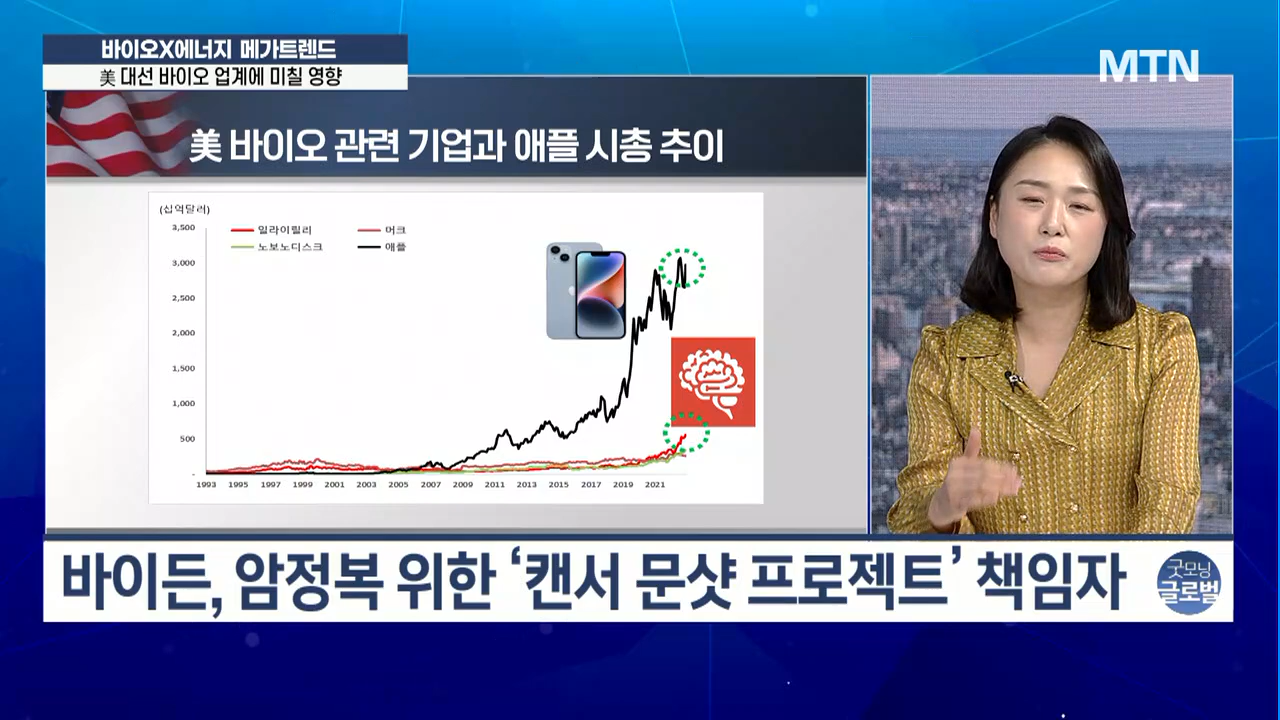 바이오X에너지 메가트렌드
美 대선 바이오 업계에 미칠 영향
MTN
美 바이오 관련 기업과 애플 시총 추이
(십억달러)
일라이릴리
머크
노보노디스크
애플
3,500
3,000
2,500
2,000
1,500
1,000
500
-
1993 1995 1997 1999 2001 2003 2005 2007 2009 2011 2013 2015 2017 2019 2021
바이든, 암정복 위한 ‘캔서 문샷 프로젝트’ 책임자
굿모닝
글로벌